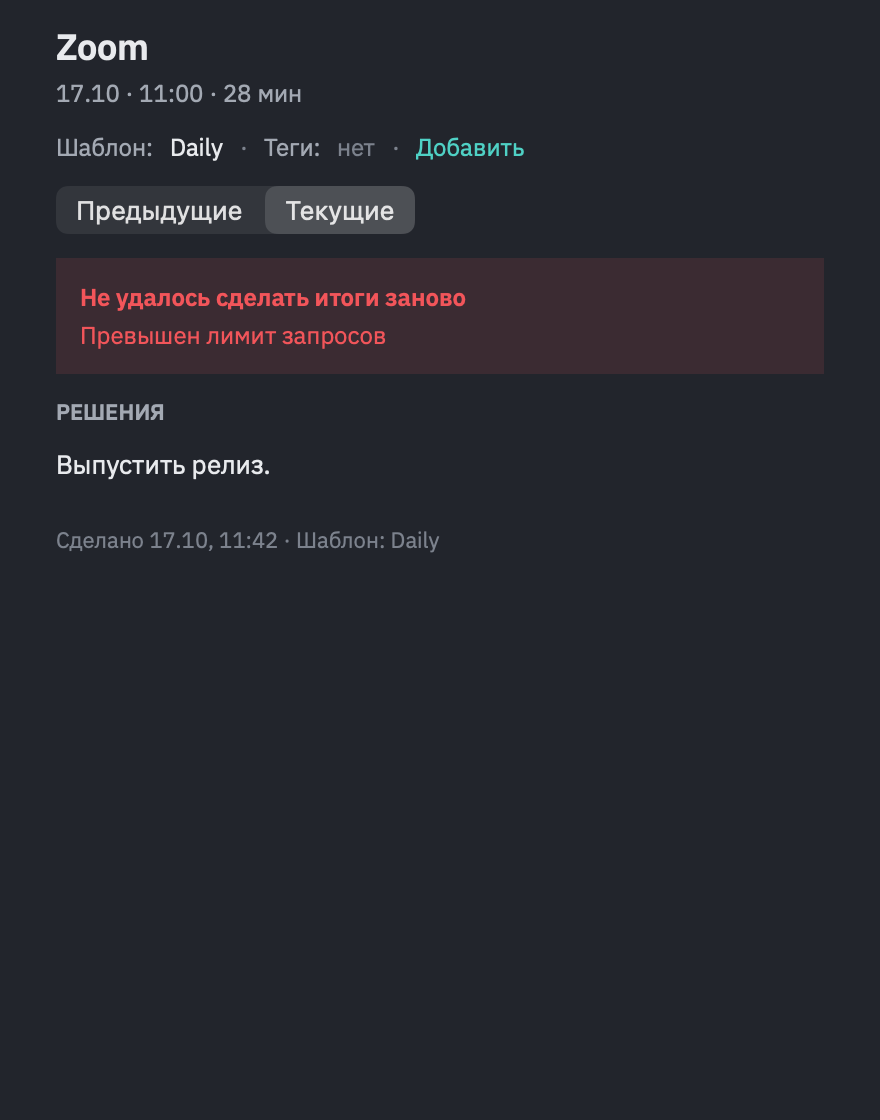 Zoom
17.10 · 11:00 · 28 мин
Шаблон: Daily · Теги: нет · Добавить
Предыдущие Текущие
Не удалось сделать итоги заново
Превышен лимит запросов
РЕШЕНИЯ
Выпустить релиз.
Сделано 17.10, 11:42 · Шаблон: Daily